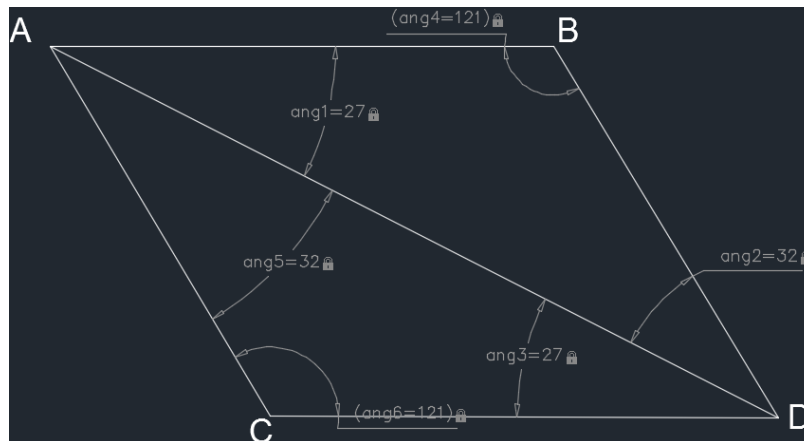 A
(ang4=121)
B
ang1=27
ang5=32
ang2=32
ang3=27
C
(ang6=121)
D